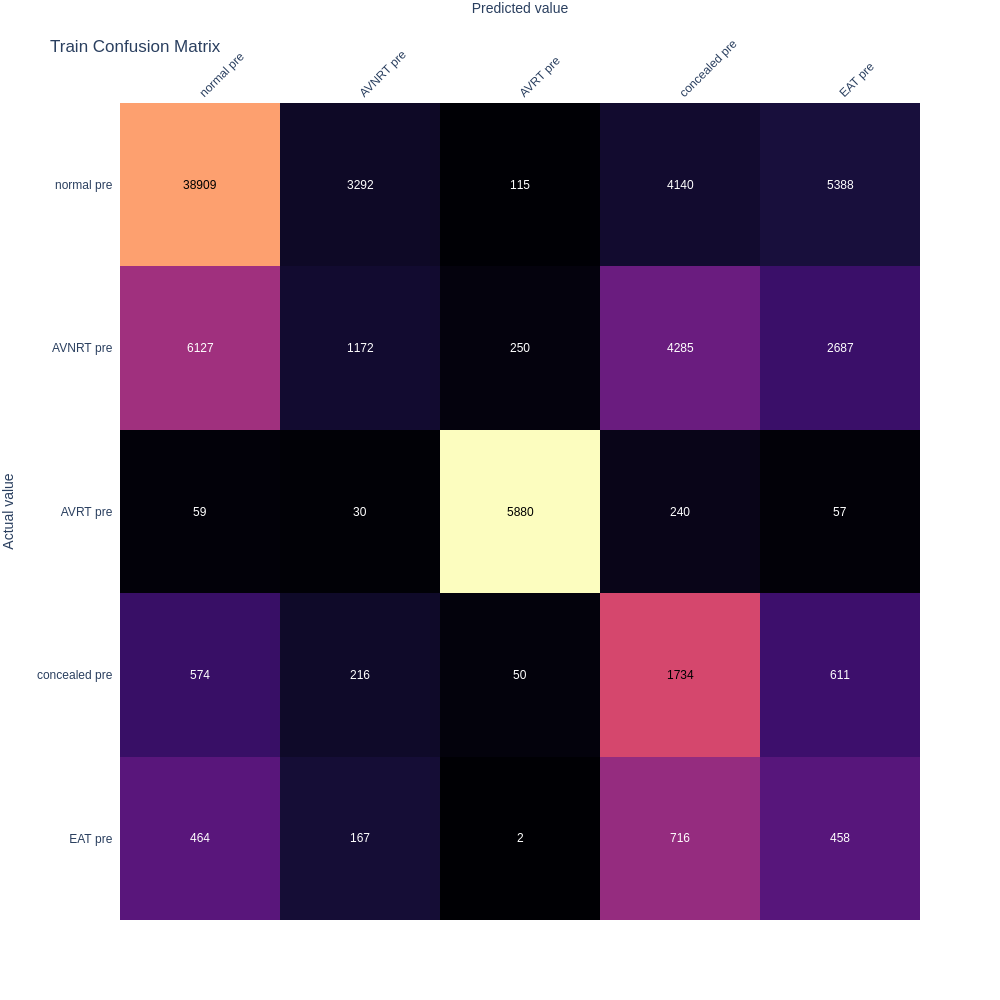 Predicted value
Train Confusion Matrix
normal pre AVNRT pre AVRT pre concealed pre EAT pre
normal pre 38909 3292 115 4140 5388
AVNRT pre 6127 1172 250 4285 2687
Actual value
AVRT pre 59 30 5880 240 57
concealed pre 574 216 50 1734 611
EAT pre 464 167 2 716 458